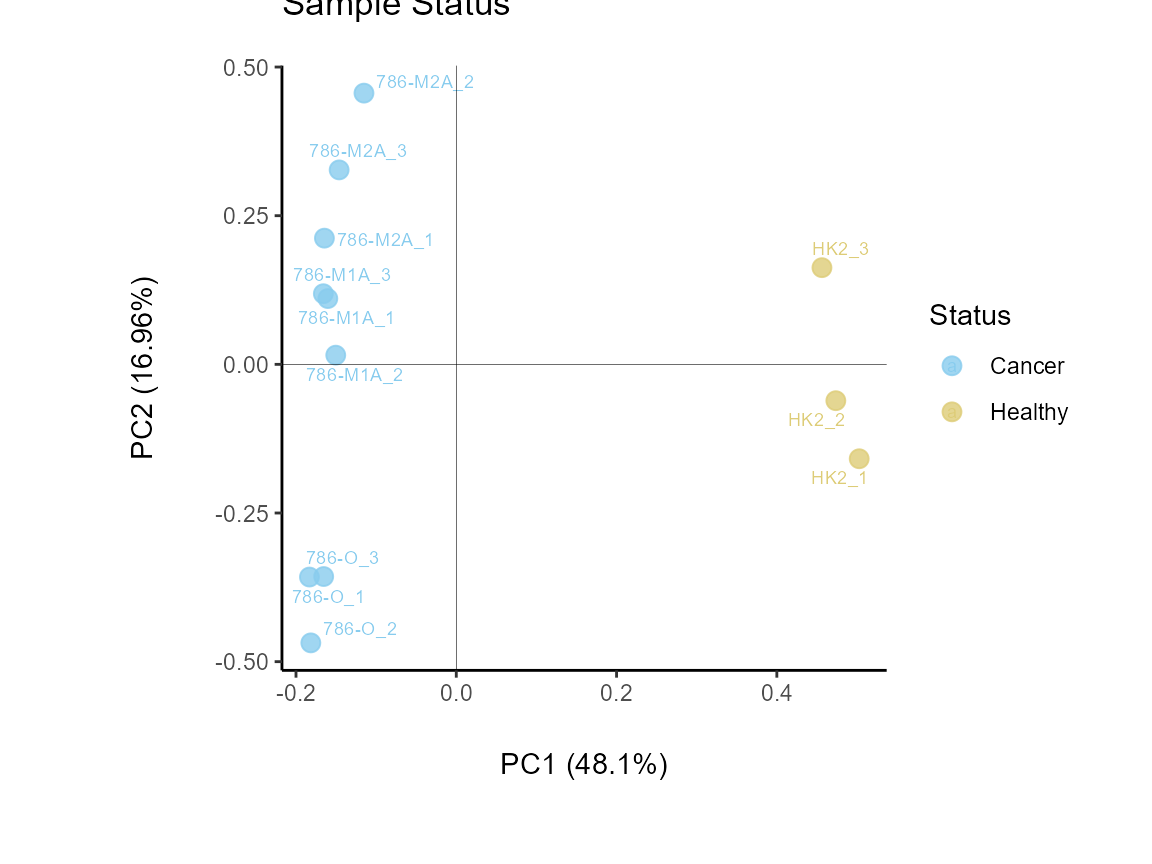 Sample Status
0.50
0.25
0.00
-0.25
-0.50
PC2 (16.96%)
786-M2A_2
786-M2A_3
786-M2A_1
786-M1A_3
786-M1A_1
786-M1A_2
786-O_3
786-O_1
786-O_2
HK2_3
HK2_2
HK2_1
-0.2
0.0
0.2
0.4
PC1 (48.1%)
Status
a Cancer
a Healthy